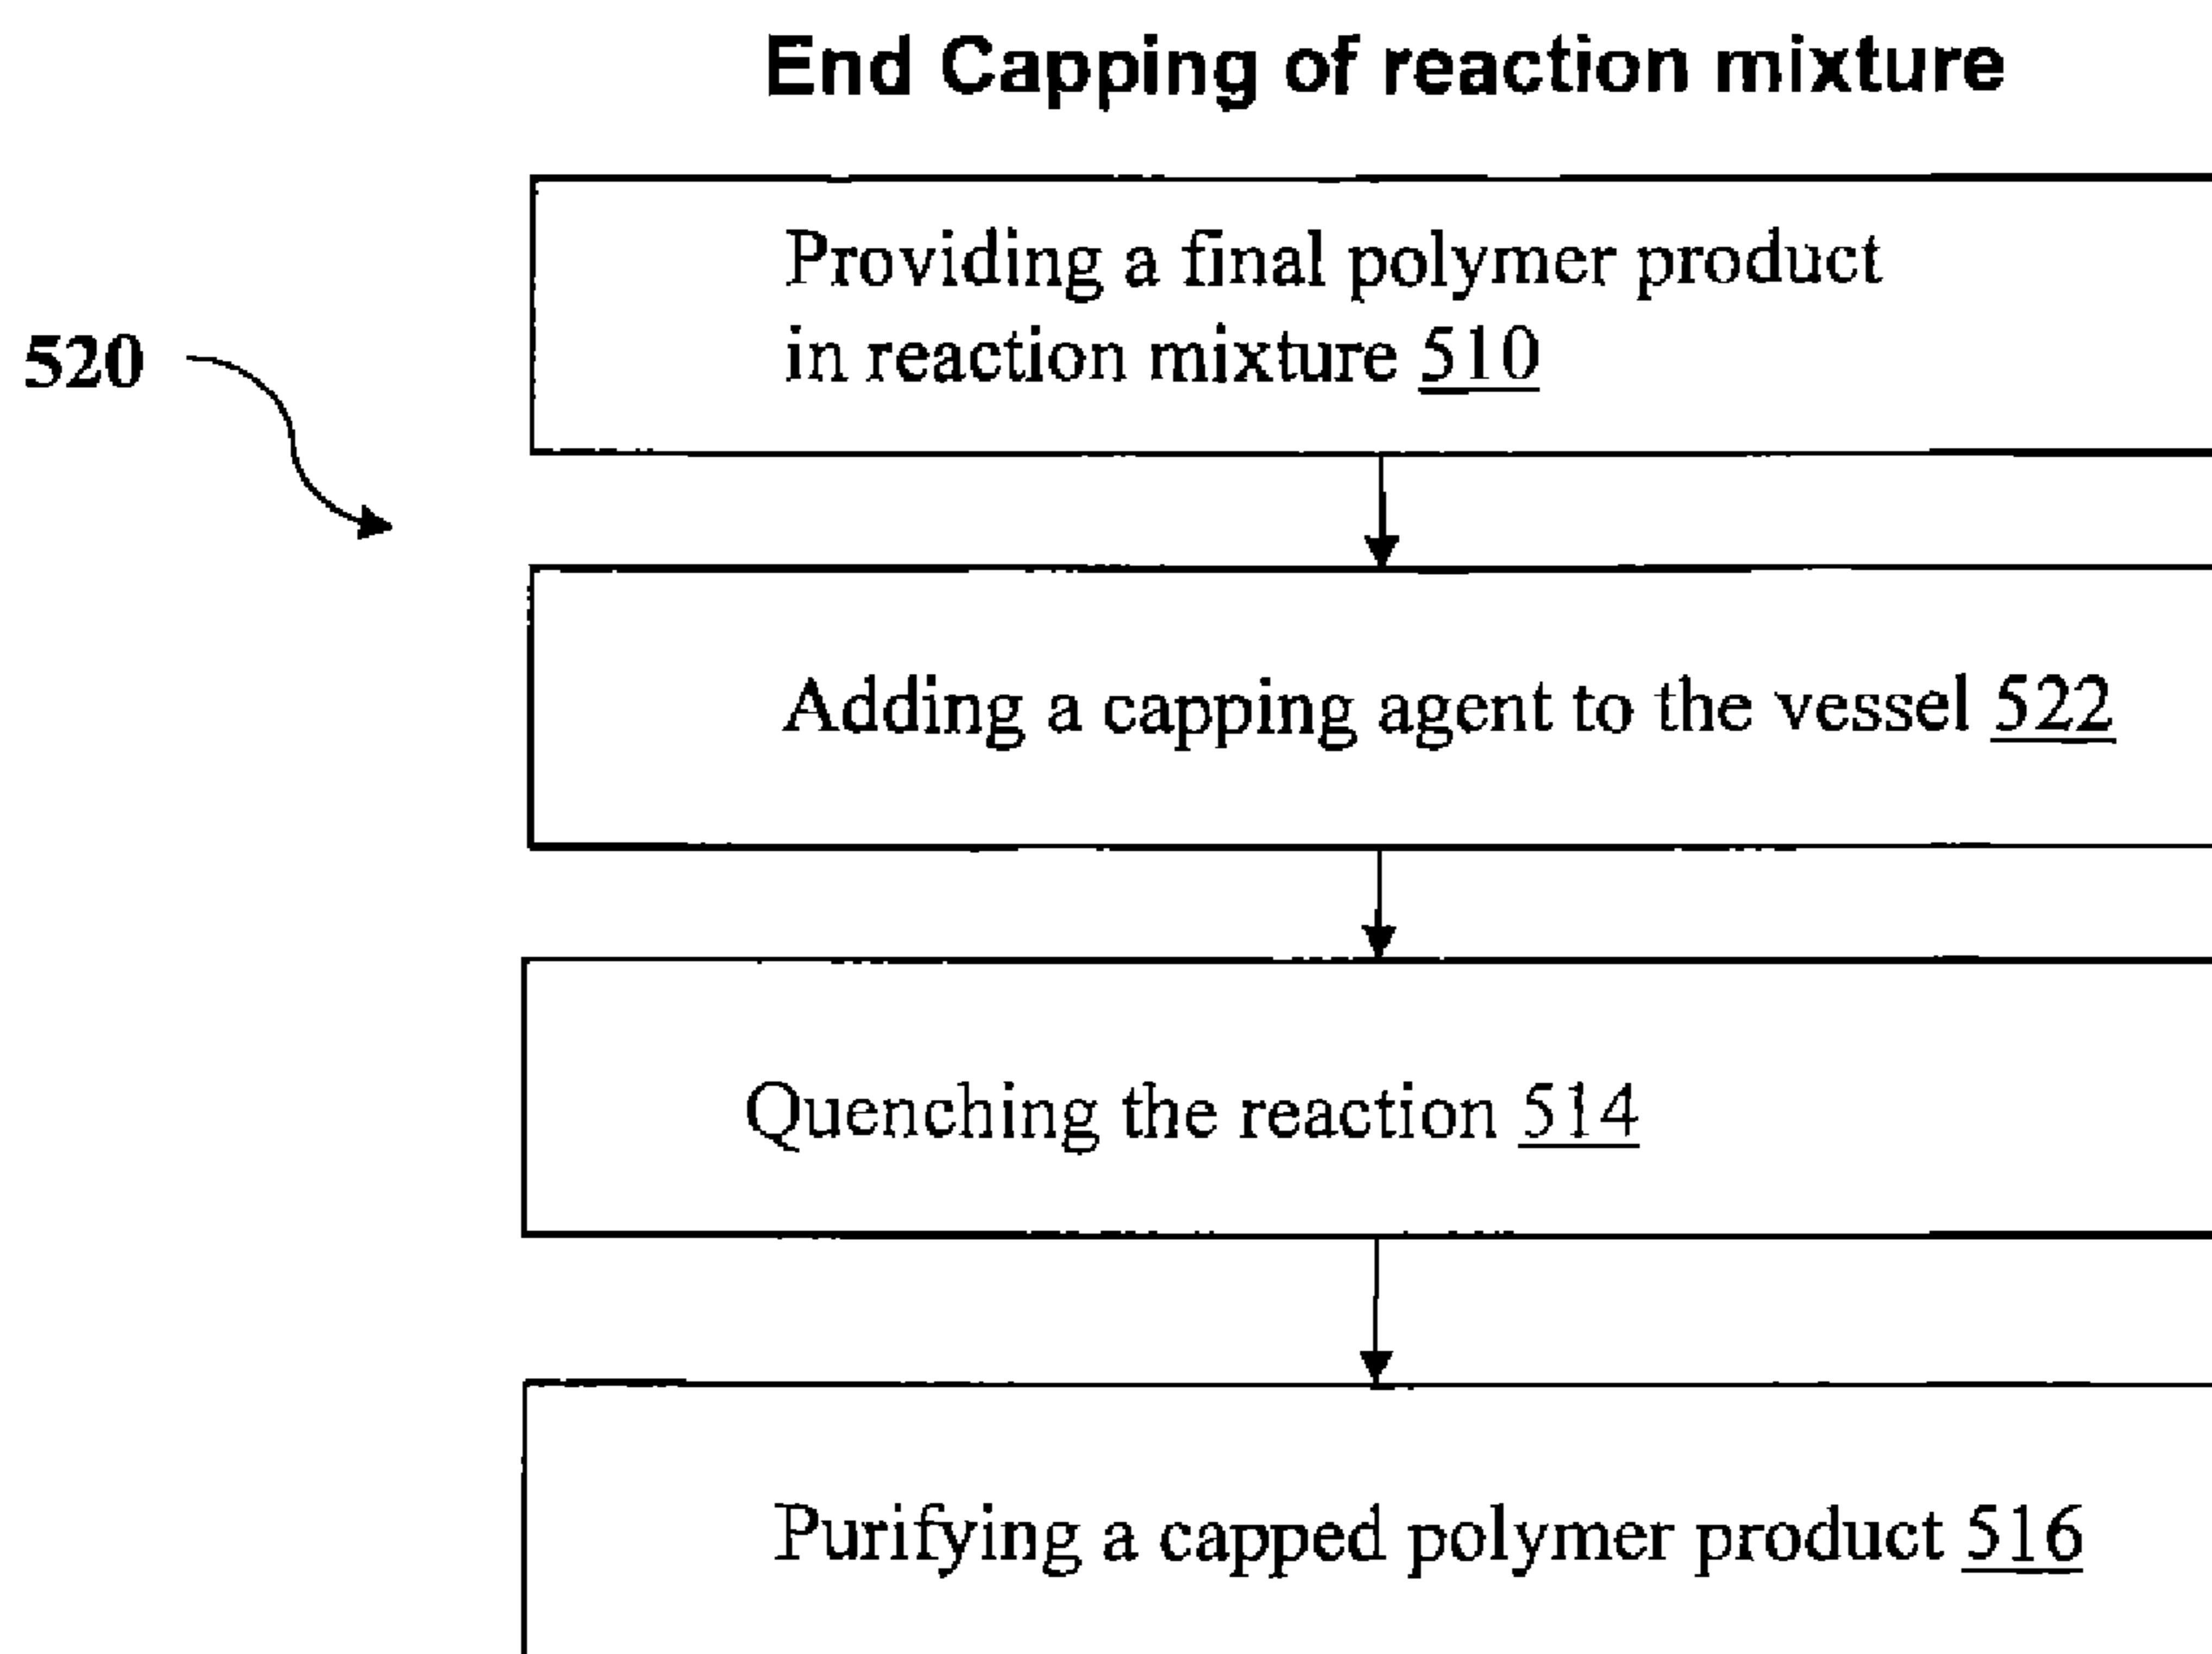 End Capping of reaction mixture
Providing a final polymer product
in reaction mixture 510
520
Adding a capping agent to the vessel 522
Quenching the reaction 514
Purifying a capped polymer product 516